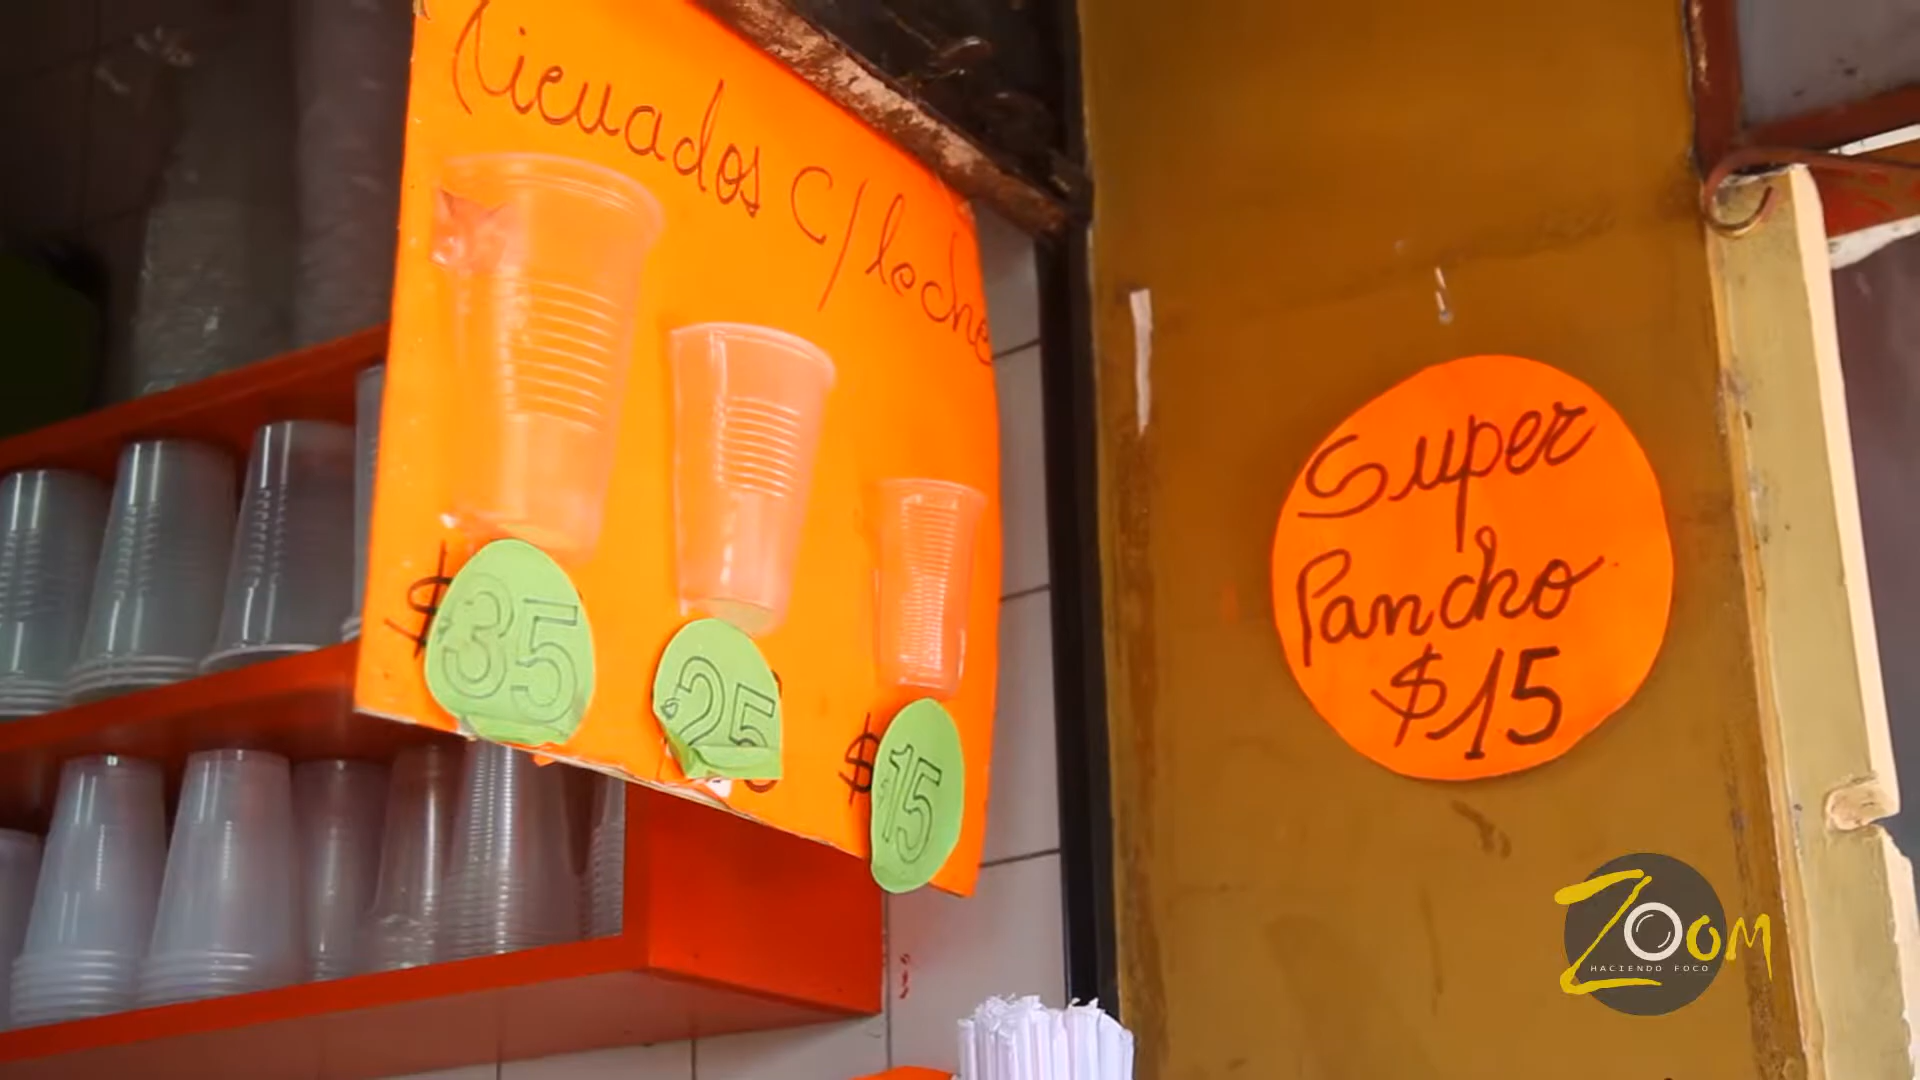 Licuados c/leche
$35
25
$15
Super
Pancho
$15
ZOOM
HACIENDO FOCO